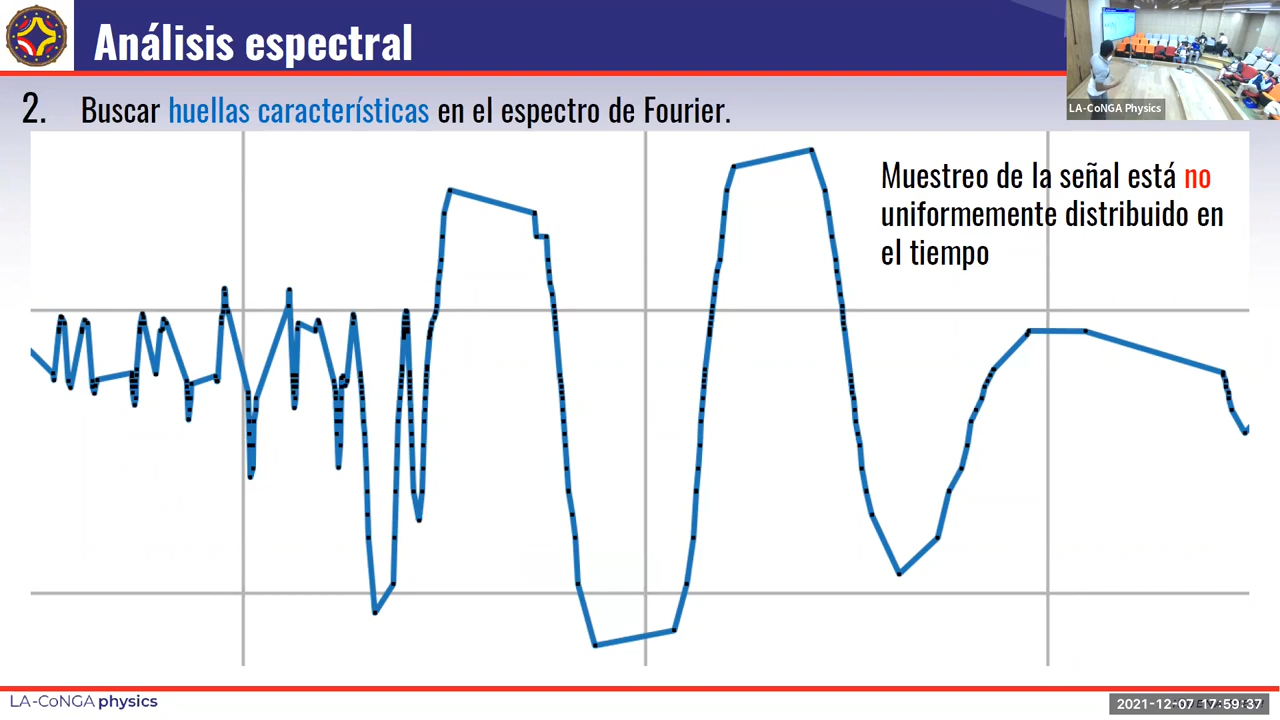 Análisis espectral
2. Buscar huellas características en el espectro de Fourier.
LA-CoNGA Physics
Muestreo de la señal está no
uniformemente distribuido en
el tiempo
LA-CoNGA physics
2021-12-07 17:59:37